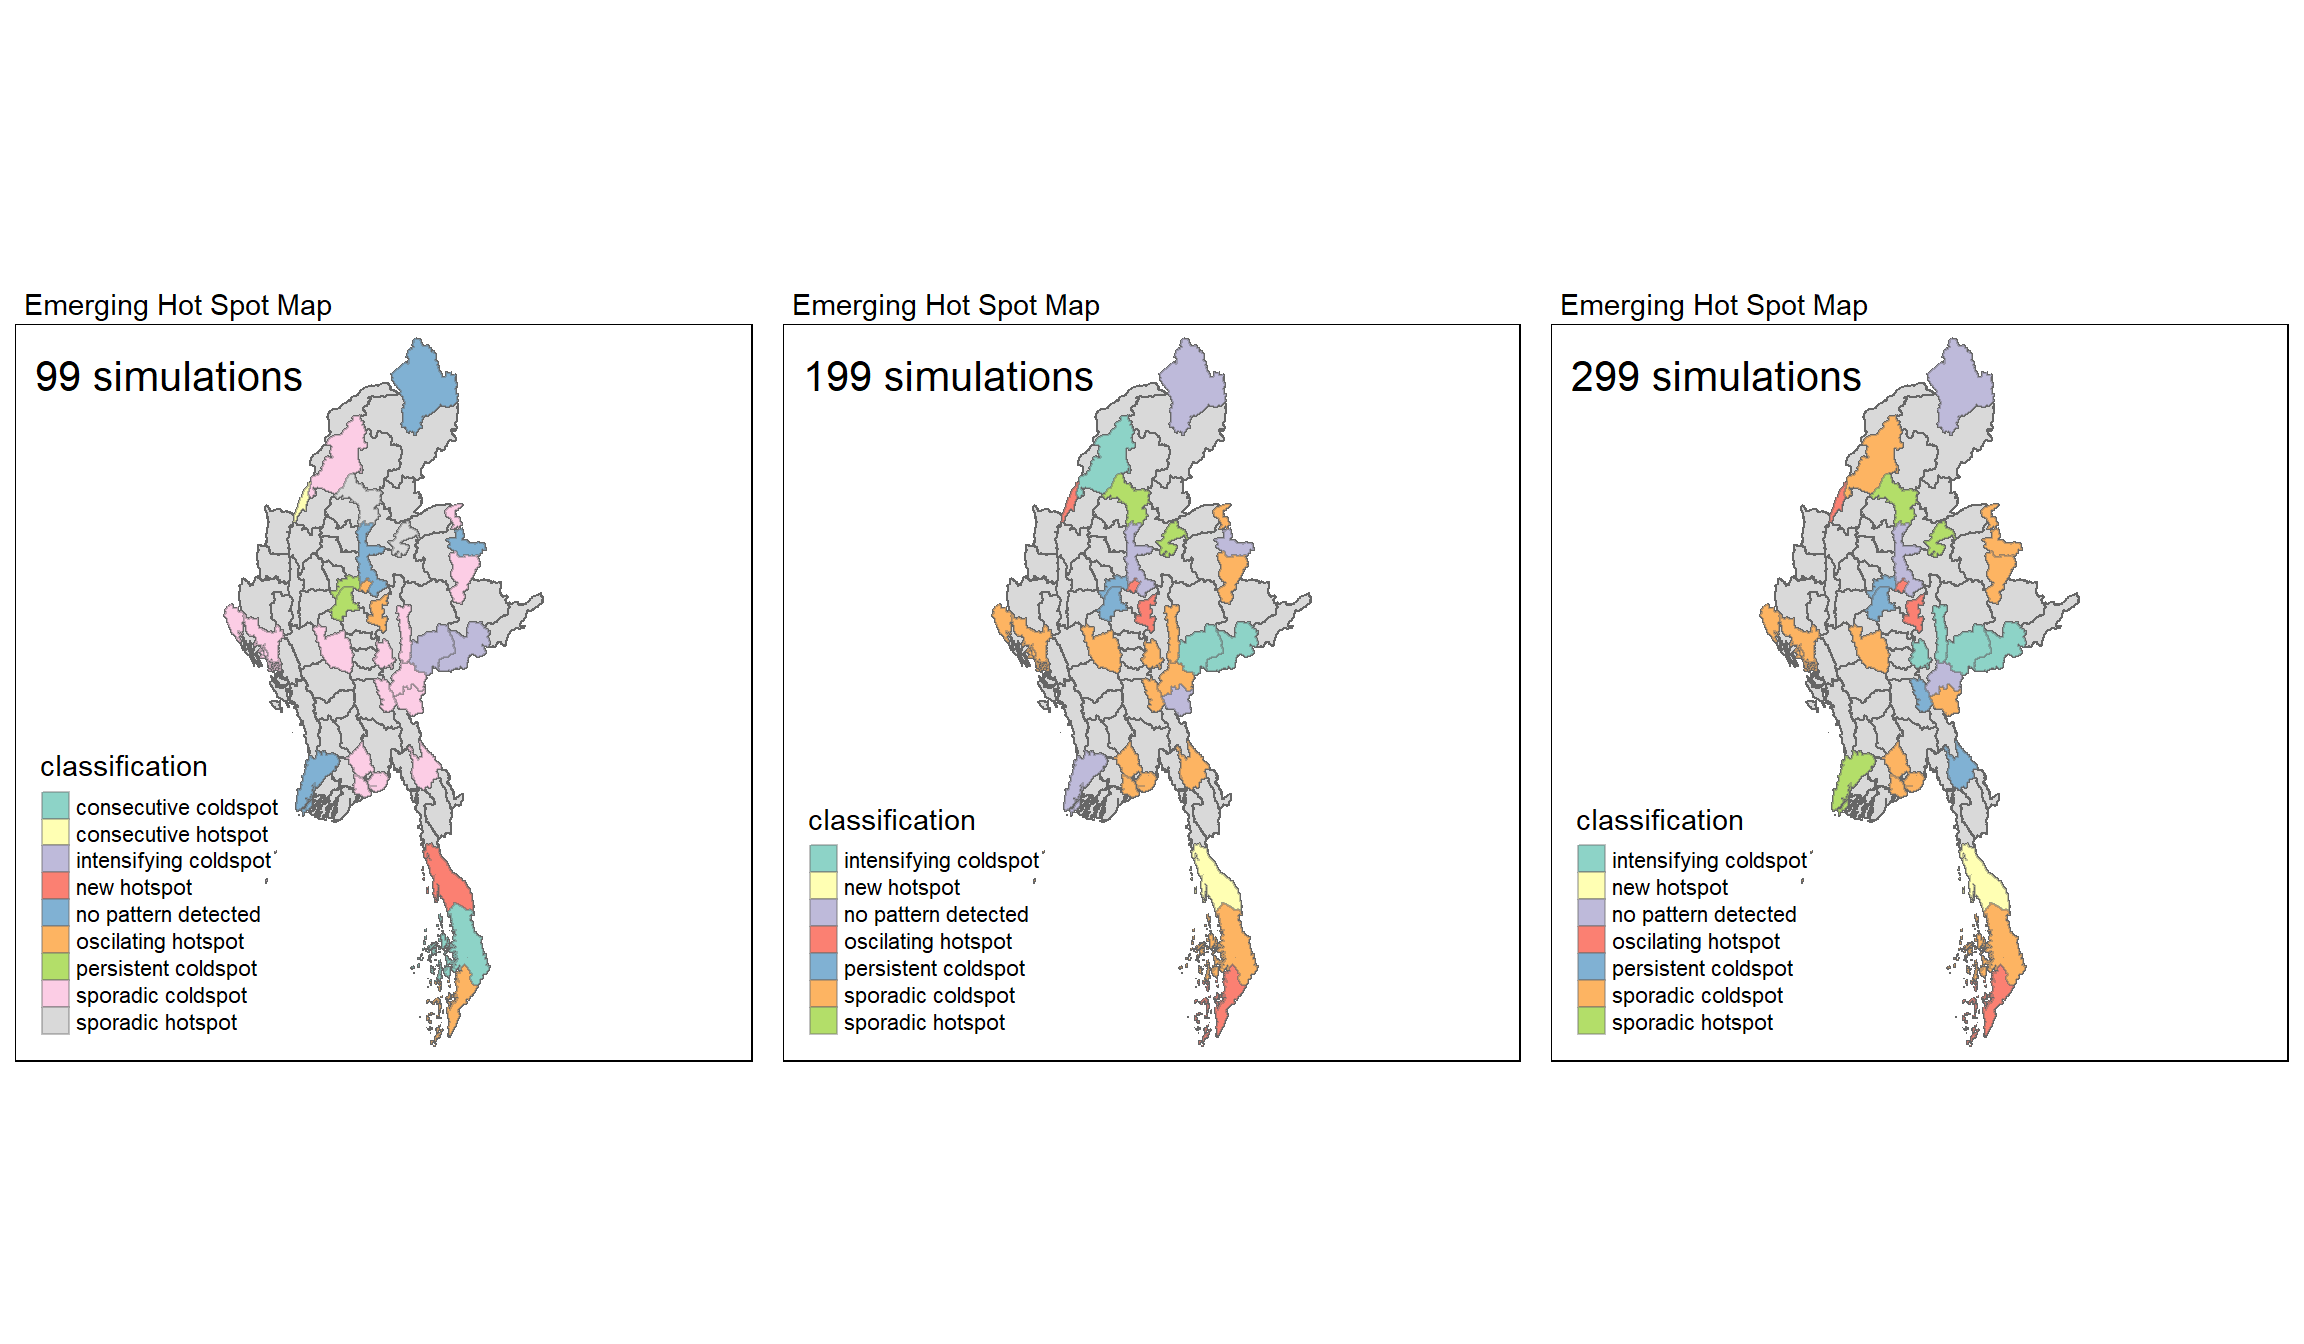 Emerging Hot Spot Map
99 simulations
classification
consecutive coldspot
consecutive hotspot
intensifying coldspot
new hotspot
no pattern detected
oscilating hotspot
persistent coldspot
sporadic coldspot
sporadic hotspot
Emerging Hot Spot Map
199 simulations
classification
intensifying coldspot
new hotspot
no pattern detected
oscilating hotspot
persistent coldspot
sporadic coldspot
sporadic hotspot
Emerging Hot Spot Map
299 simulations
classification
intensifying coldspot
new hotspot
no pattern detected
oscilating hotspot
persistent coldspot
sporadic coldspot
sporadic hotspot